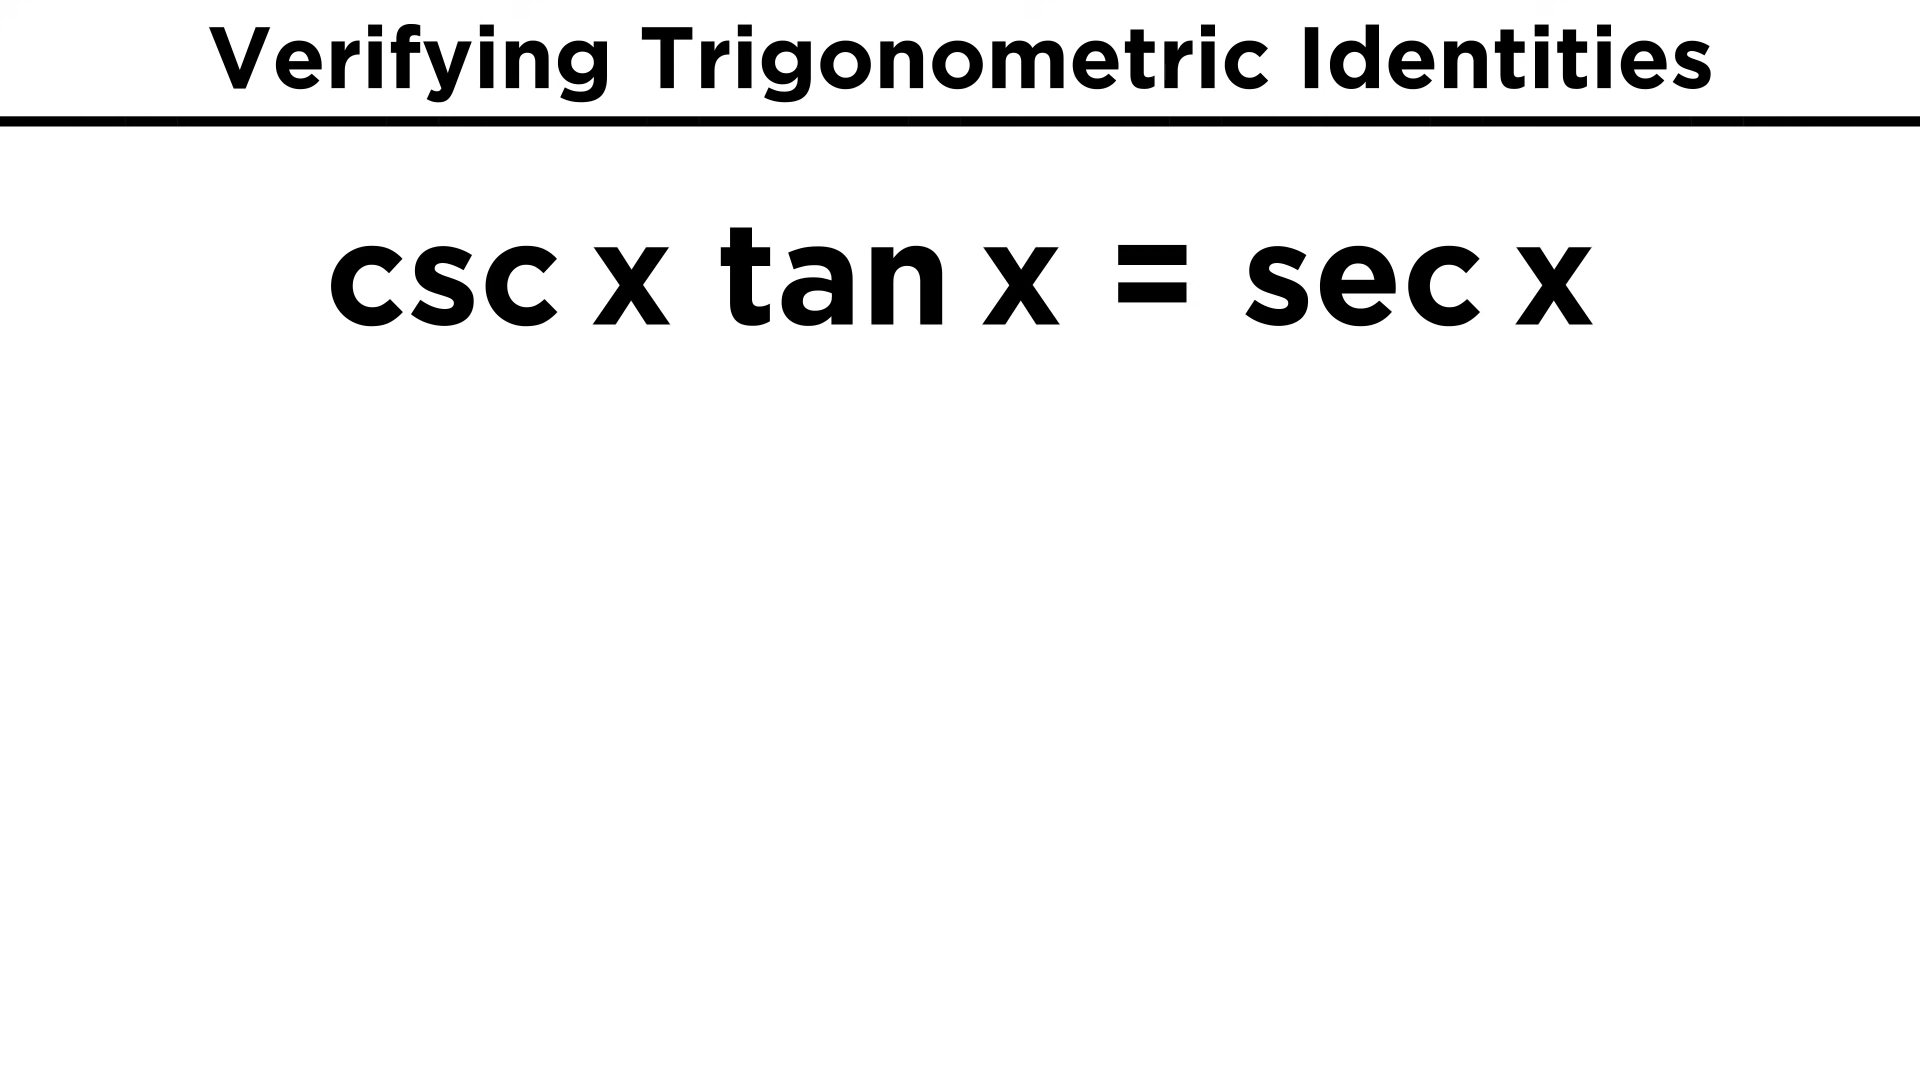 Verifying Trigonometric Identities
csc x tan x = sec x